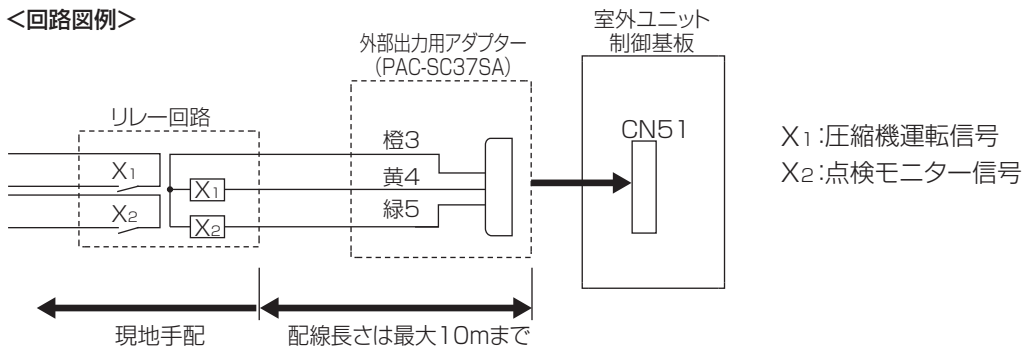 ＜回路図例＞
室外ユニット
制御基板
外部出力用アダプター
（PAC-SC37SA）
リレー回路
CN51
橙3
X1
黄4
X1
緑5
X2
X2
X1:圧縮機運転信号
X2:点検モニター信号
現地手配
配線長さは最大10mまで